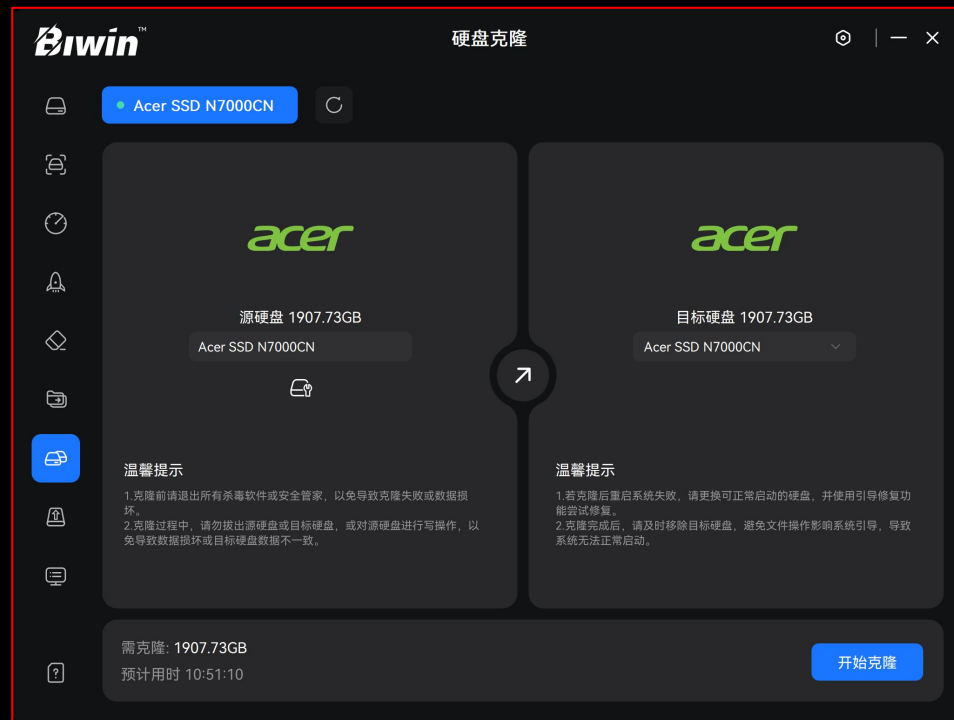 Biwin™
硬盘克隆
Acer SSD N7000CN
acer
源硬盘 1907.73GB
Acer SSD N7000CN
温馨提示
1.克隆前请退出所有杀毒软件或安全管家，以免导致克隆失败或数据损
坏。
2.克隆过程中，请勿拔出源硬盘或目标硬盘，或对源硬盘进行写操作，以
免导致数据损坏或目标硬盘数据不一致。
acer
目标硬盘 1907.73GB
Acer SSD N7000CN
温馨提示
1.若克隆后重启系统失败，请更换可正常启动的硬盘，并使用引导修复功
能尝试修复。
2.克隆完成后，请及时移除目标硬盘，避免文件操作影响系统引导，导致
系统无法正常启动。
需克隆: 1907.73GB
预计用时 10:51:10
开始克隆